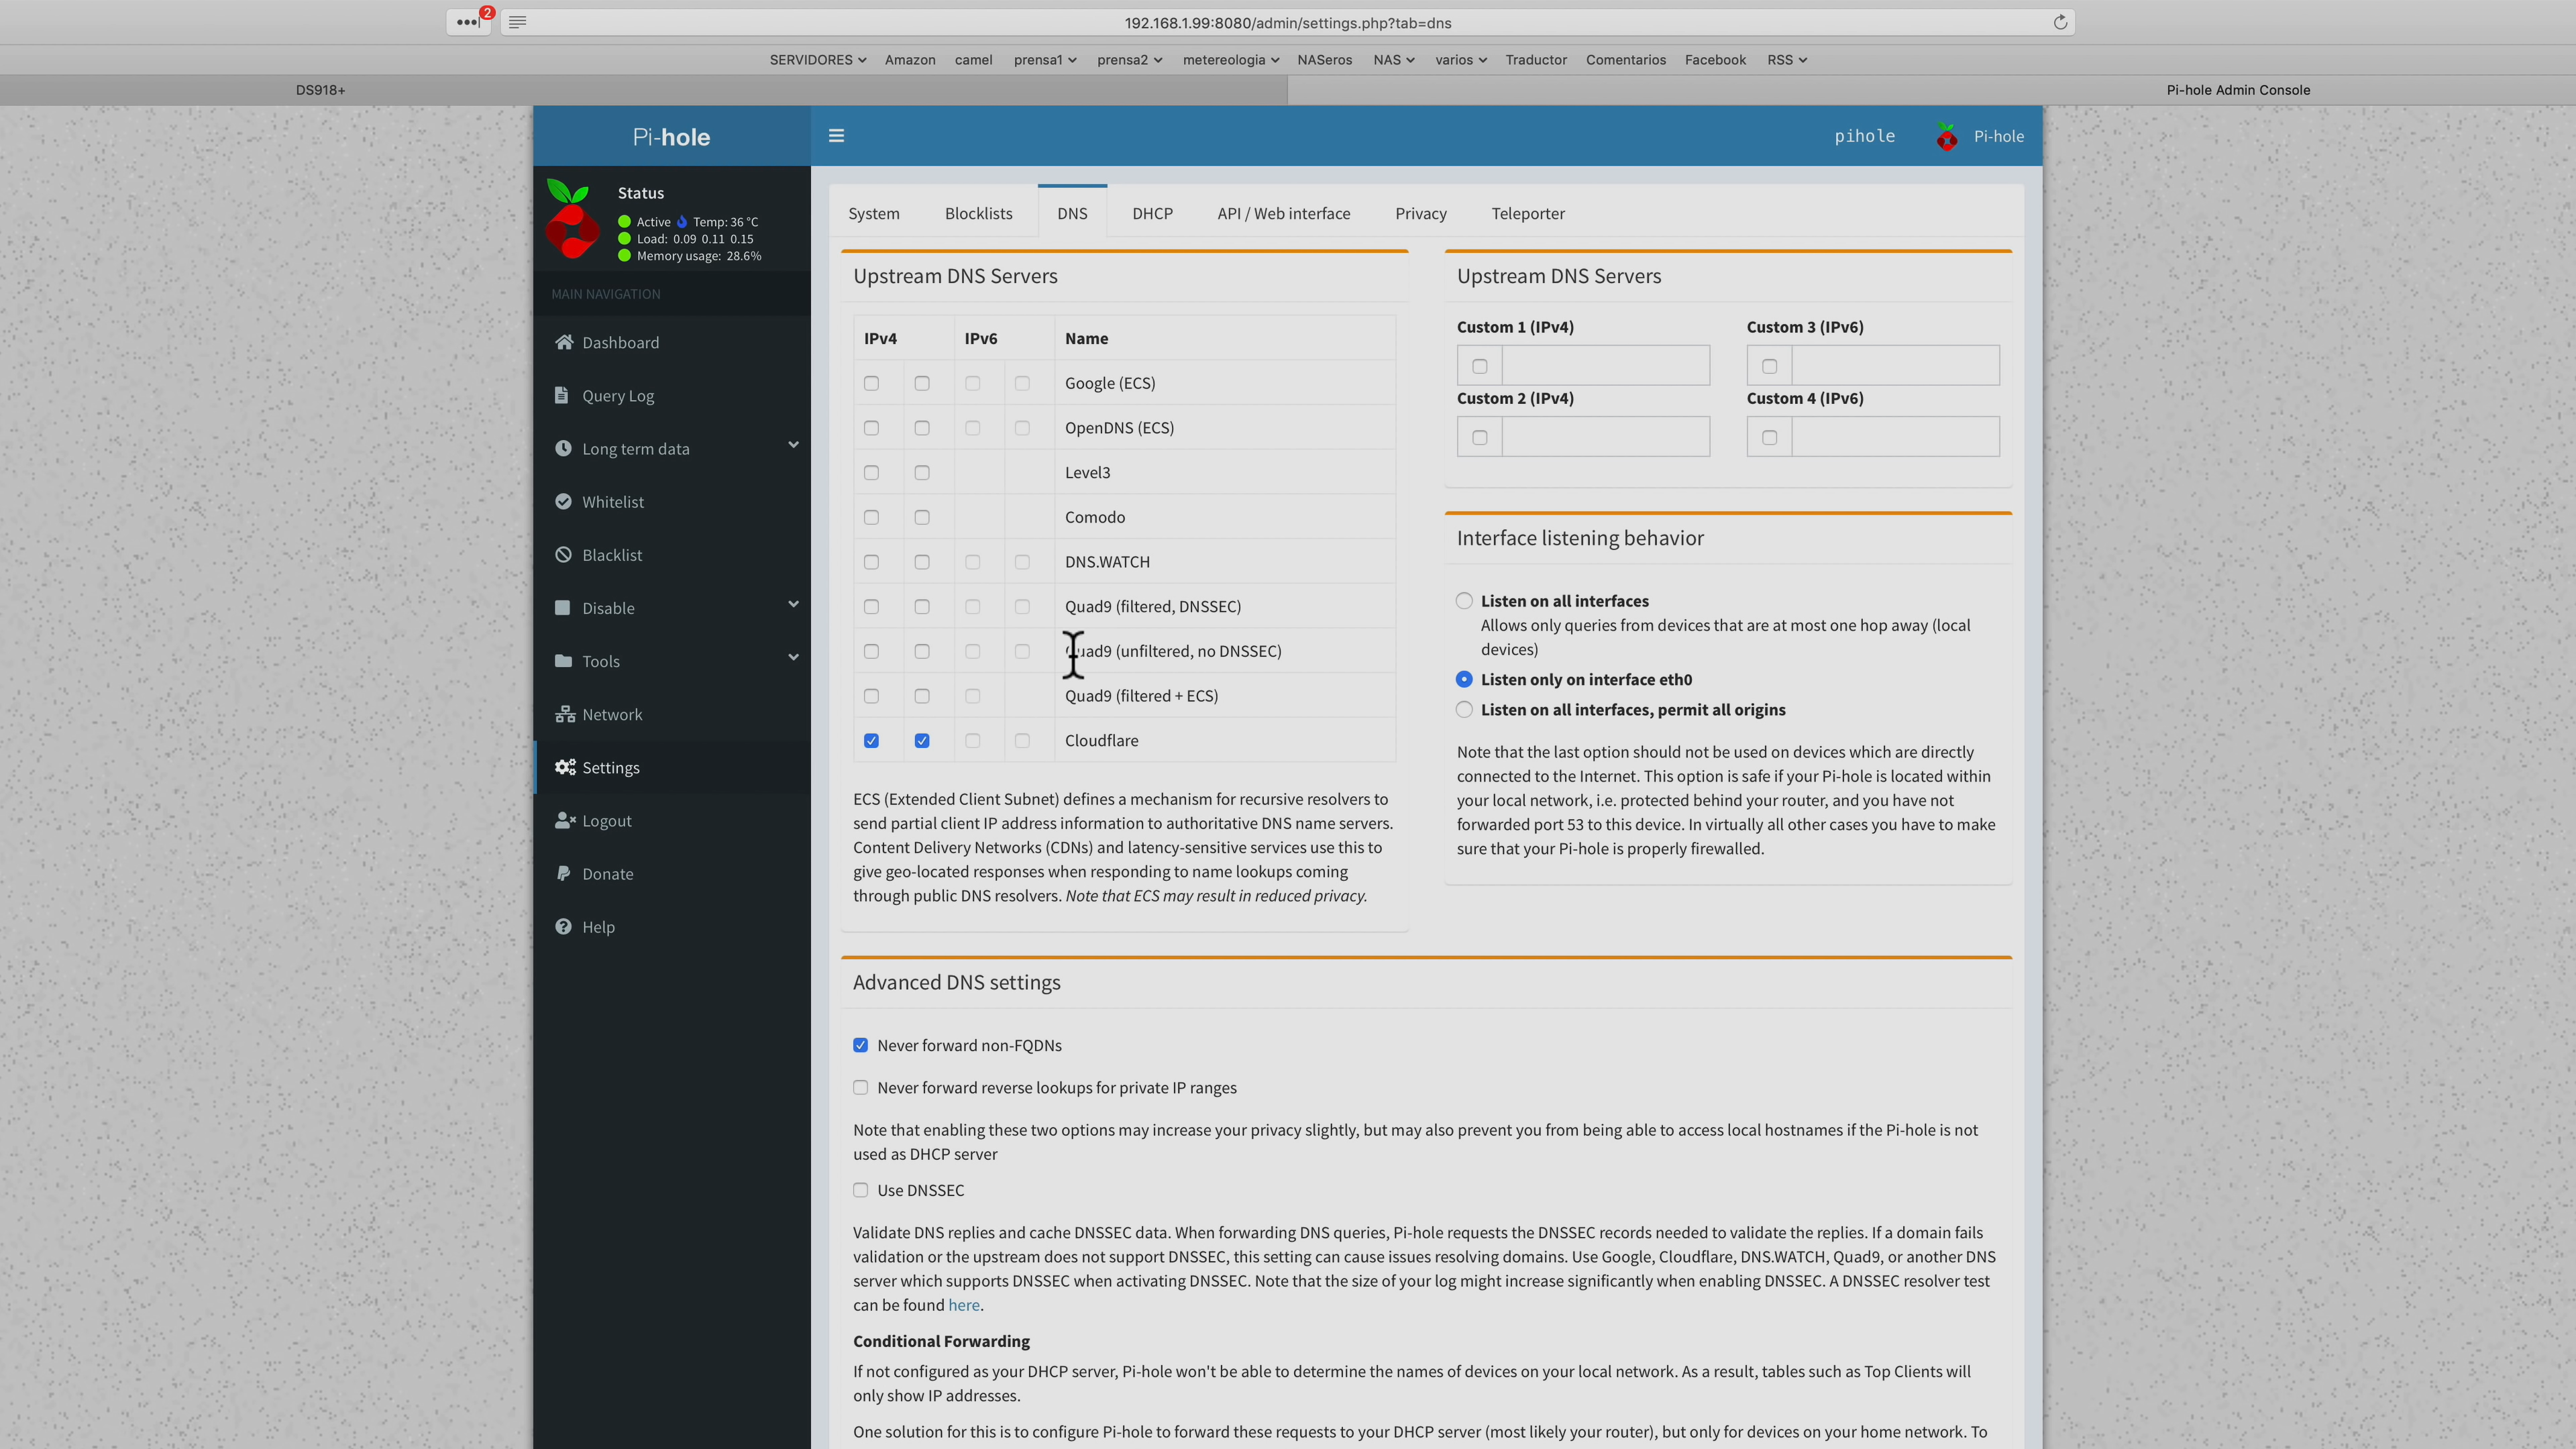 2
192.168.1.99:8080/admin/settings.php?tab=dns
SERVIDORES Amazon camel prensa1 prensa2 metereologia NASeros NAS varios Traductor Comentarios Facebook RSS
DS918+
Pi-hole Admin Console
Pi-hole
pihole
Pi-hole
Status
Active Temp: 36 °C
Load: 0.09 0.11 0.15
Memory usage: 28.6%
MAIN NAVIGATION
Dashboard
Query Log
Long term data
Whitelist
Blacklist
Disable
Tools
Network
Settings
Logout
Donate
Help
System Blocklists DNS DHCP API / Web interface Privacy Teleporter
Upstream DNS Servers
IPv4 IPv6 Name
Google (ECS)
OpenDNS (ECS)
Level3
Comodo
DNS.WATCH
Quad9 (filtered, DNSSEC)
Quad9 (unfiltered, no DNSSEC)
Quad9 (filtered + ECS)
Cloudflare
ECS (Extended Client Subnet) defines a mechanism for recursive resolvers to
send partial client IP address information to authoritative DNS name servers.
Content Delivery Networks (CDNs) and latency-sensitive services use this to
give geo-located responses when responding to name lookups coming
through public DNS resolvers. Note that ECS may result in reduced privacy.
Upstream DNS Servers
Custom 1 (IPv4) Custom 3 (IPv6)
Custom 2 (IPv4) Custom 4 (IPv6)
Interface listening behavior
Listen on all interfaces
Allows only queries from devices that are at most one hop away (local
devices)
Listen only on interface eth0
Listen on all interfaces, permit all origins
Note that the last option should not be used on devices which are directly
connected to the Internet. This option is safe if your Pi-hole is located within
your local network, i.e. protected behind your router, and you have not
forwarded port 53 to this device. In virtually all other cases you have to make
sure that your Pi-hole is properly firewalled.
Advanced DNS settings
Never forward non-FQDNs
Never forward reverse lookups for private IP ranges
Note that enabling these two options may increase your privacy slightly, but may also prevent you from being able to access local hostnames if the Pi-hole is not
used as DHCP server
Use DNSSEC
Validate DNS replies and cache DNSSEC data. When forwarding DNS queries, Pi-hole requests the DNSSEC records needed to validate the replies. If a domain fails
validation or the upstream does not support DNSSEC, this setting can cause issues resolving domains. Use Google, Cloudflare, DNS.WATCH, Quad9, or another DNS
server which supports DNSSEC when activating DNSSEC. Note that the size of your log might increase significantly when enabling DNSSEC. A DNSSEC resolver test
can be found here.
Conditional Forwarding
If not configured as your DHCP server, Pi-hole won't be able to determine the names of devices on your local network. As a result, tables such as Top Clients will
only show IP addresses.
One solution for this is to configure Pi-hole to forward these requests to your DHCP server (most likely your router), but only for devices on your home network. To